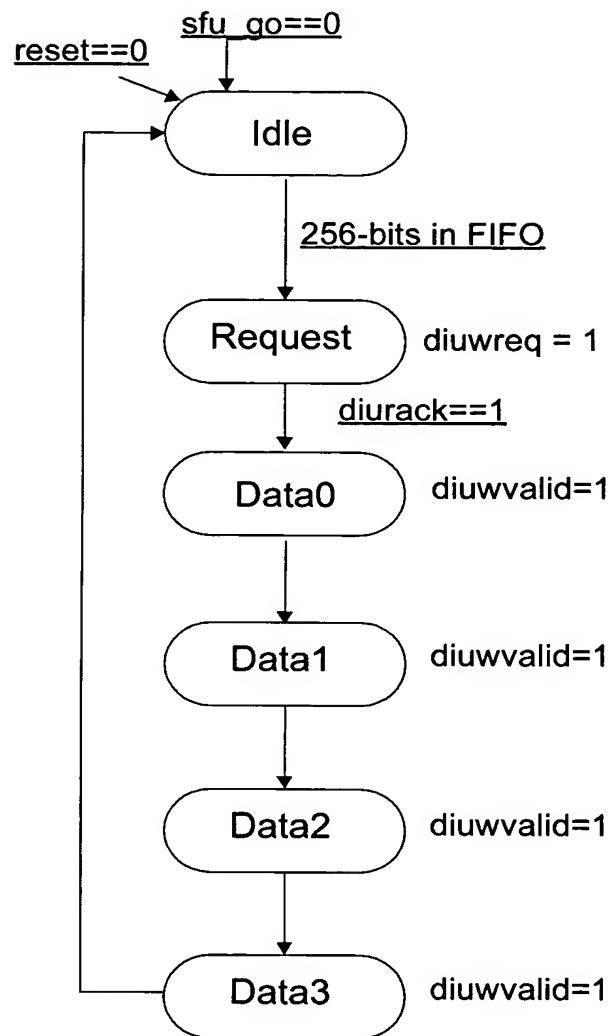 sfu_go==0
reset==0
Idle
256-bits in FIFO
Request diuwreq = 1
diurack==1
Data0 diuwvalid=1
Data1 diuwvalid=1
Data2 diuwvalid=1
Data3 diuwvalid=1